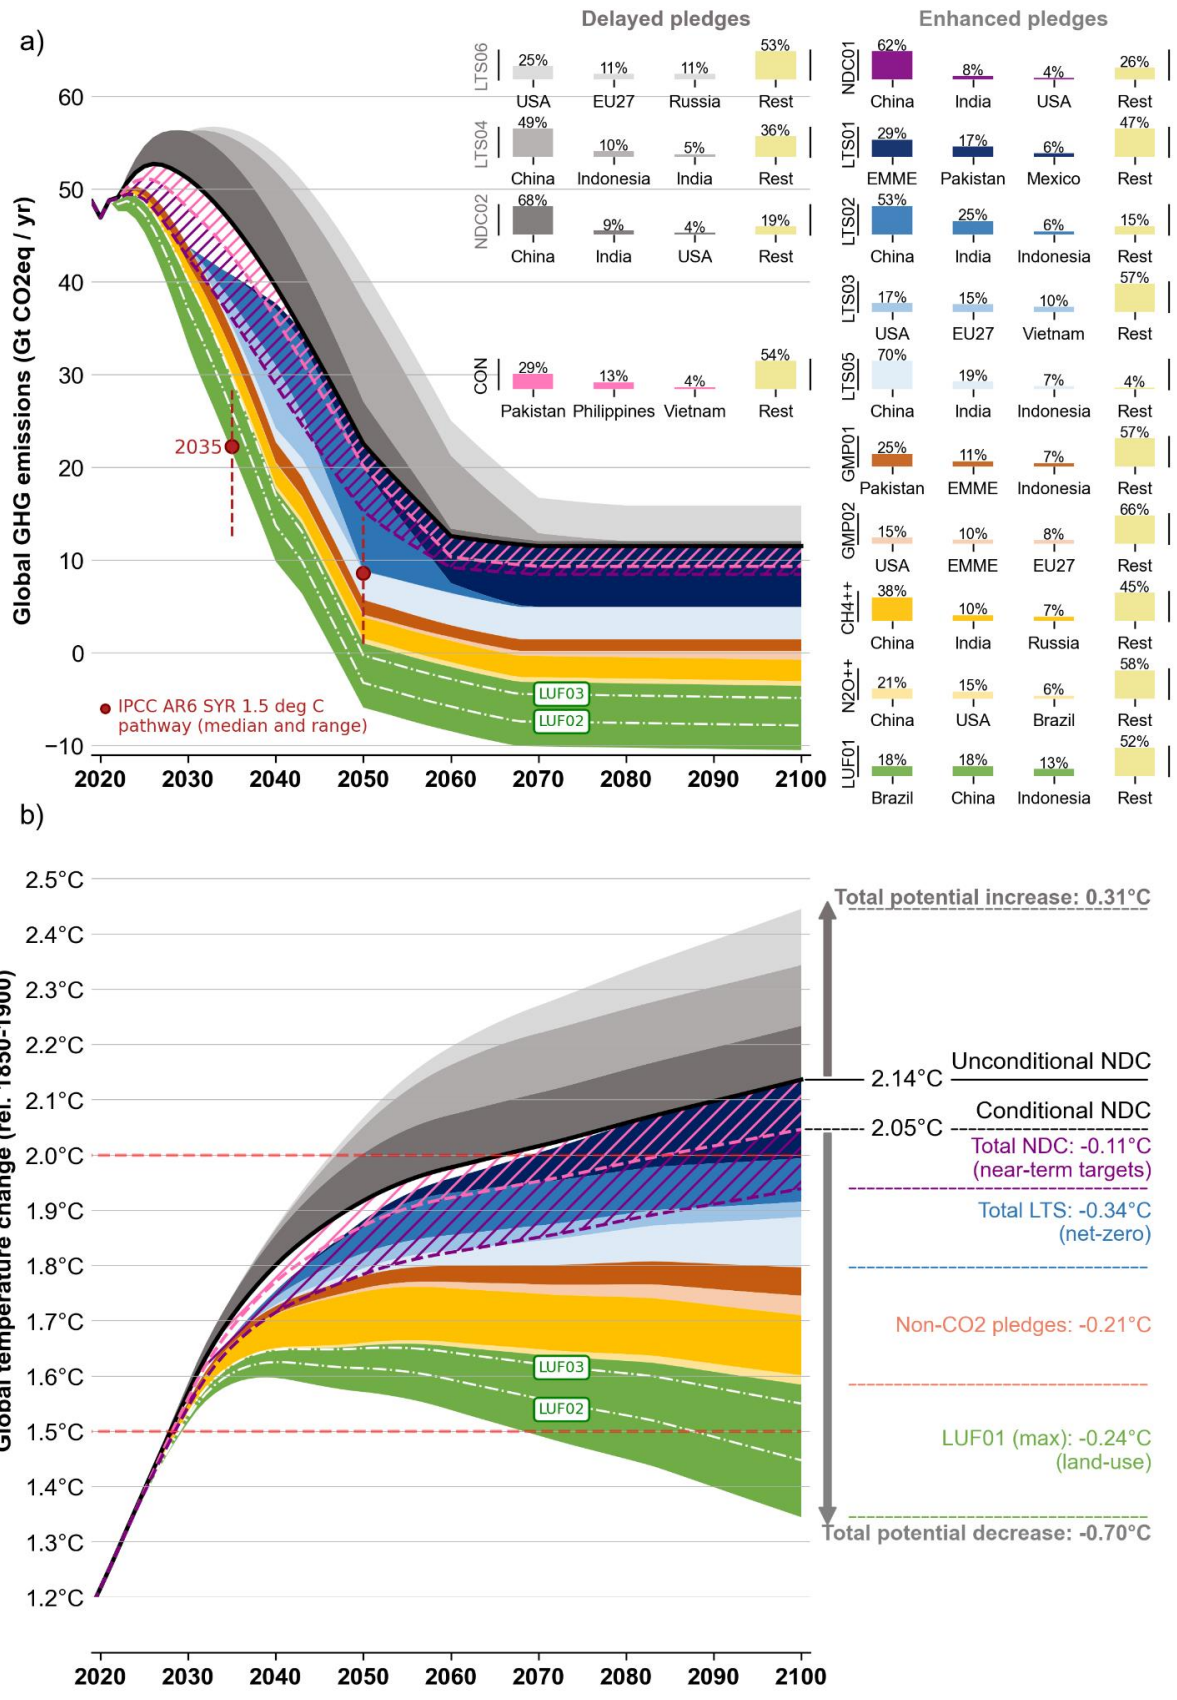 a)
Delayed pledges
Enhanced pledges
LTS06
25% 11% 11% 53%
USA EU27 Russia Rest
LTS04
49% 10% 5% 36%
China Indonesia India Rest
NDC02
68% 9% 4% 19%
China India USA Rest
CON
29% 13% 4% 54%
Pakistan Philippines Vietnam Rest
NDC01
62% 8% 4% 26%
China India USA Rest
LTS01
29% 17% 6% 47%
EMME Pakistan Mexico Rest
LTS02
53% 25% 6% 15%
China India Indonesia Rest
LTS03
17% 15% 10% 57%
USA EU27 Vietnam Rest
LTS05
70% 19% 7% 4%
China India Indonesia Rest
GMP01
25% 11% 7% 57%
Pakistan EMME Indonesia Rest
GMP02
15% 10% 8% 66%
USA EMME EU27 Rest
CH4++
38% 10% 7% 45%
China India Russia Rest
N2O++
21% 15% 6% 58%
China USA Brazil Rest
LUF01
18% 18% 13% 52%
Brazil China Indonesia Rest
Global GHG emissions (Gt CO2eq / yr)
60
50
40
30
20
10
0
−10
2035
LUF03
LUF02
IPCC AR6 SYR 1.5 deg C
pathway (median and range)
2020 2030 2040 2050 2060 2070 2080 2090 2100
b)
Global temperature change (rel. 1850-1900)
2.5°C
2.4°C
2.3°C
2.2°C
2.1°C
2.0°C
1.9°C
1.8°C
1.7°C
1.6°C
1.5°C
1.4°C
1.3°C
1.2°C
LUF03
LUF02
Total potential increase: 0.31°C
Unconditional NDC
2.14°C
Conditional NDC
2.05°C
Total NDC: -0.11°C
(near-term targets)
Total LTS: -0.34°C
(net-zero)
Non-CO2 pledges: -0.21°C
LUF01 (max): -0.24°C
(land-use)
Total potential decrease: -0.70°C
2020 2030 2040 2050 2060 2070 2080 2090 2100